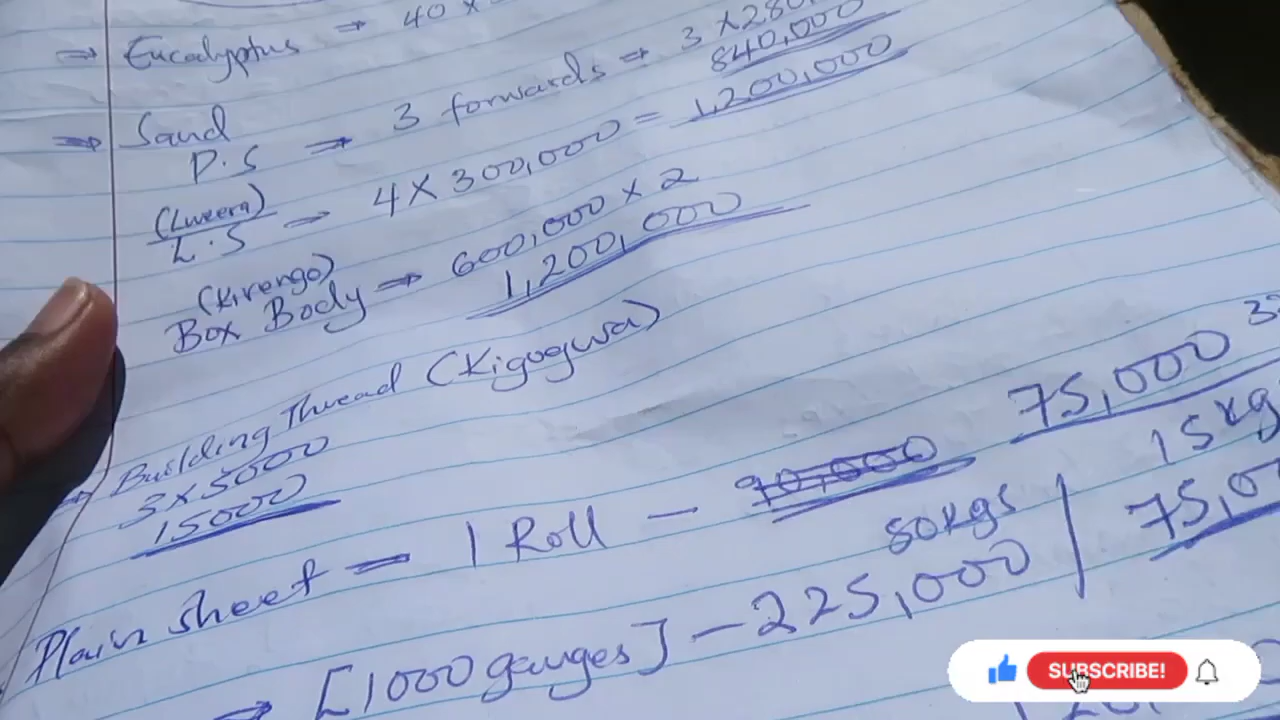 ⇒ Eucalyptus ⇒ 40 ×
⇒ Sand
P.S ⇒ 3 forwards ⇒ 3 × 280,
840,000
(Lweera)
L.S ⇒ 4 × 300,000 = 1,200,000
(Kirengo)
Box Body ⇒ 600,000 × 2
1,200,000
⇒ Building Thread (Kigogwa)
3 × 5000
15000
Plain sheet = 1 Roll – 90,000 75,000
⇒ [1000 gauges] – 225,000
15 kg
75,0
SUBSCRIBE!